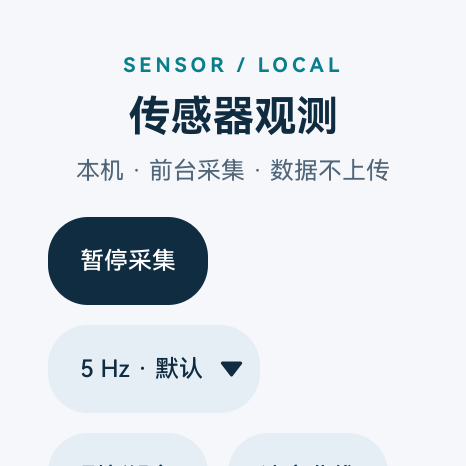 SENSOR / LOCAL
传感器观测
本机 · 前台采集 · 数据不上传
暂停采集
5 Hz · 默认